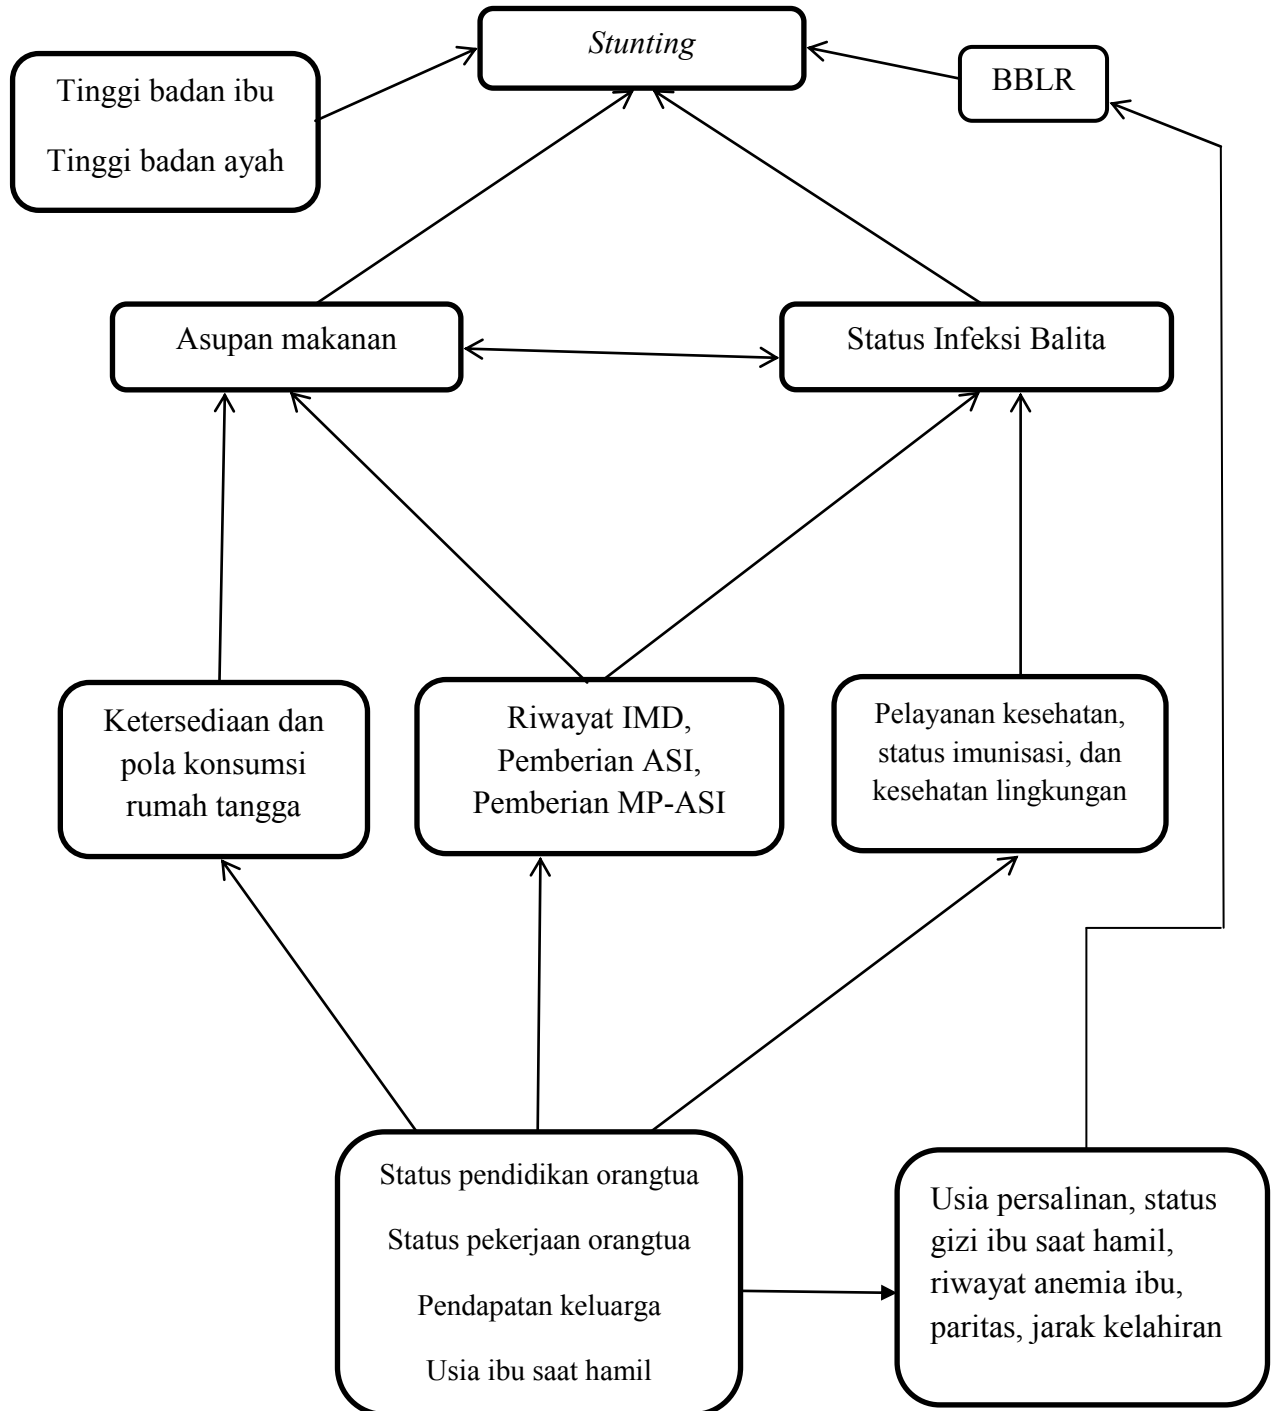 Stunting
Tinggi badan ibu
Tinggi badan ayah
BBLR
Asupan makanan
Status Infeksi Balita
Ketersediaan dan
pola konsumsi
rumah tangga
Riwayat IMD,
Pemberian ASI,
Pemberian MP-ASI
Pelayanan kesehatan,
status imunisasi, dan
kesehatan lingkungan
Status pendidikan orangtua
Status pekerjaan orangtua
Pendapatan keluarga
Usia ibu saat hamil
Usia persalinan, status
gizi ibu saat hamil,
riwayat anemia ibu,
paritas, jarak kelahiran